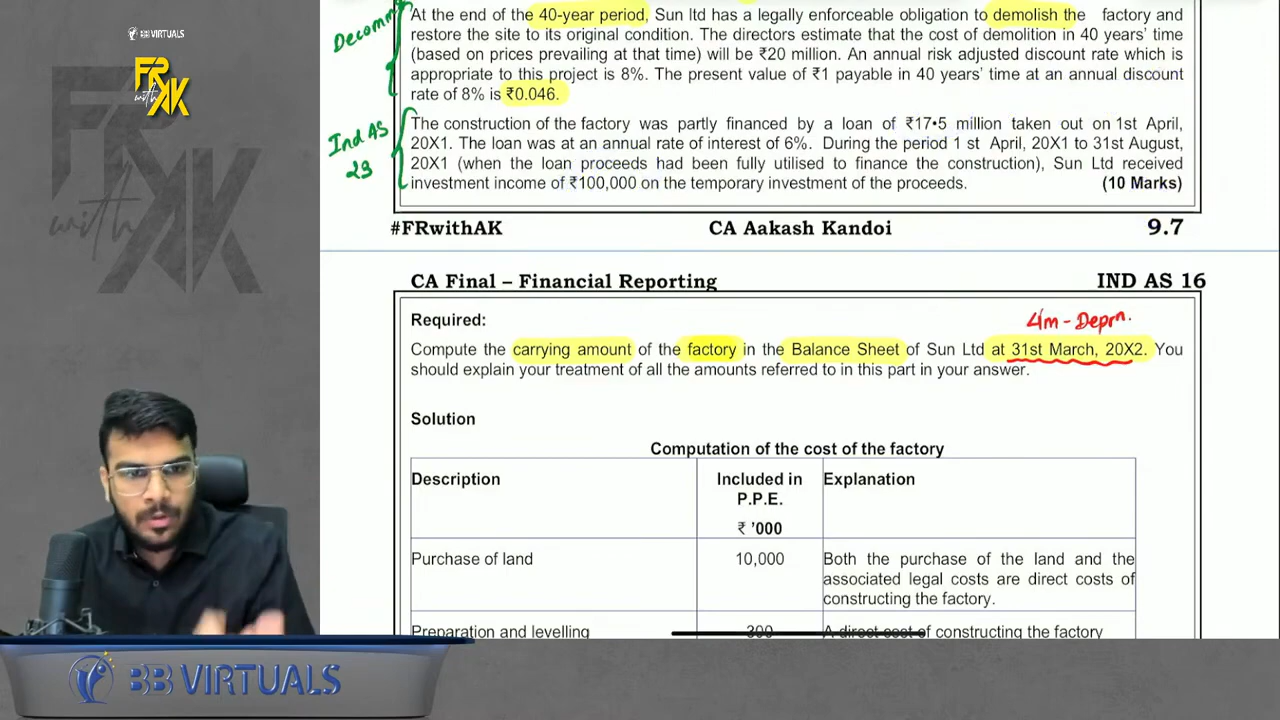 BB VIRTUALS
FR
with
AK
FR
with
AK
Decomm
At the end of the 40-year period, Sun ltd has a legally enforceable obligation to demolish the factory and
restore the site to its original condition. The directors estimate that the cost of demolition in 40 years' time
(based on prices prevailing at that time) will be ₹20 million. An annual risk adjusted discount rate which is
appropriate to this project is 8%. The present value of ₹1 payable in 40 years' time at an annual discount
rate of 8% is ₹0.046.
Ind AS
23
The construction of the factory was partly financed by a loan of ₹17•5 million taken out on 1st April,
20X1. The loan was at an annual rate of interest of 6%. During the period 1 st April, 20X1 to 31st August,
20X1 (when the loan proceeds had been fully utilised to finance the construction), Sun Ltd received
investment income of ₹100,000 on the temporary investment of the proceeds. (10 Marks)
#FRwithAK CA Aakash Kandoi 9.7
CA Final – Financial Reporting IND AS 16
Required:
4m - Deprn.
Compute the carrying amount of the factory in the Balance Sheet of Sun Ltd at 31st March, 20X2. You
should explain your treatment of all the amounts referred to in this part in your answer.
Solution
Computation of the cost of the factory
Description Included in P.P.E. ₹ '000 Explanation
Purchase of land 10,000 Both the purchase of the land and the
associated legal costs are direct costs of
constructing the factory.
Preparation and levelling 300 A direct cost of constructing the factory
BB VIRTUALS